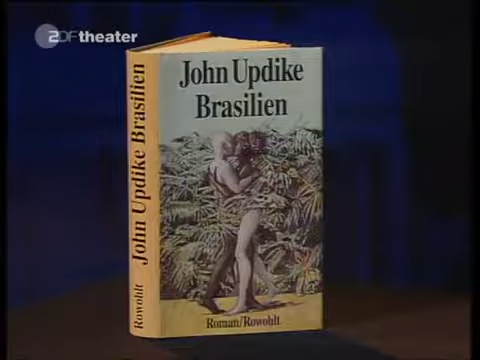 ZDFtheater
John Updike
Brasilien
Roman/Rowohlt
John Updike Brasilien
Rowohlt